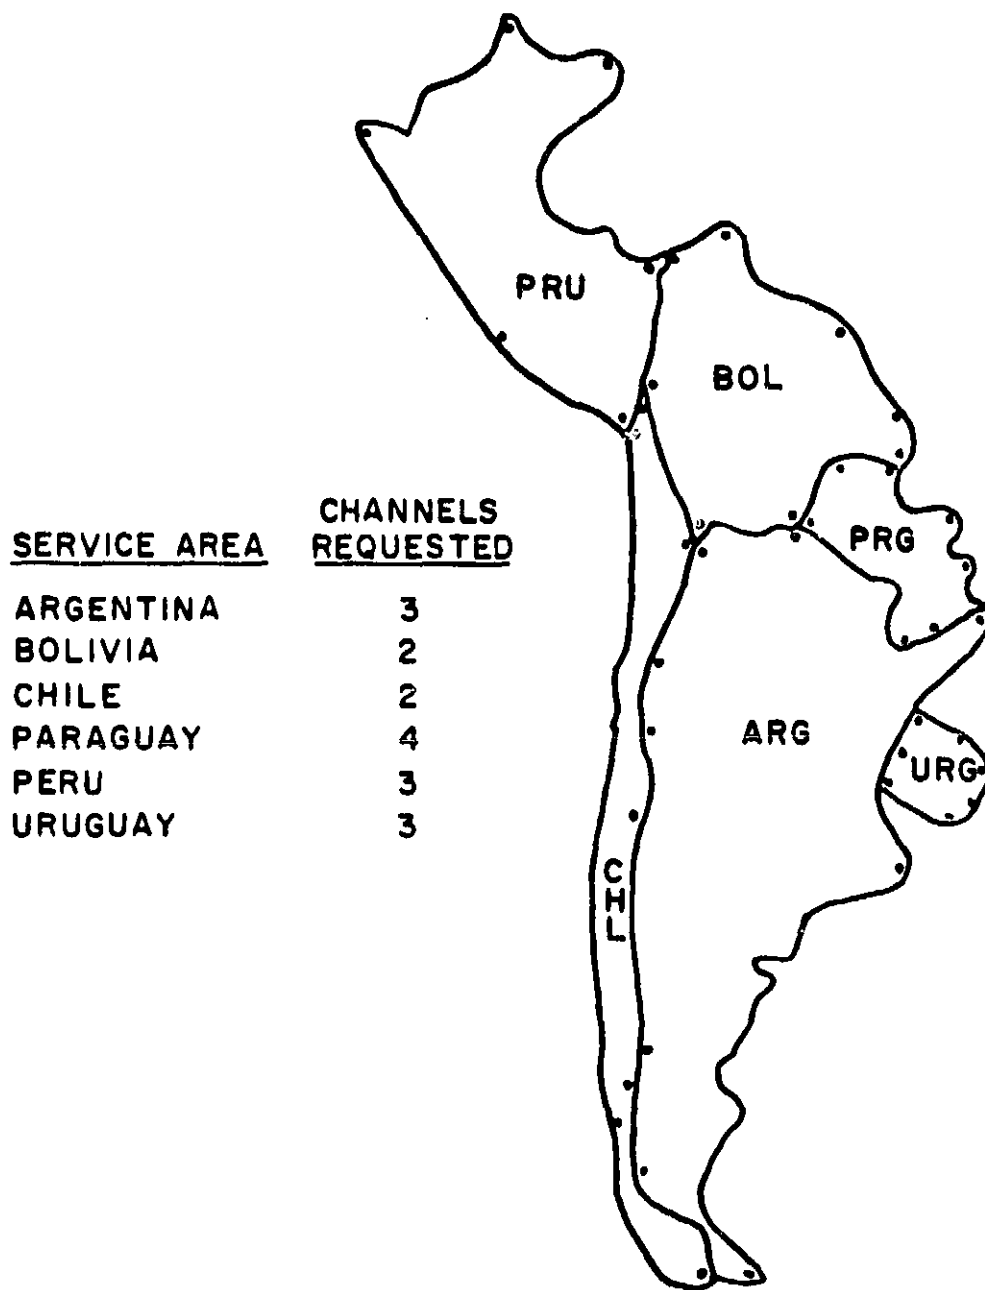 SERVICE AREA CHANNELS REQUESTED
ARGENTINA 3
BOLIVIA 2
CHILE 2
PARAGUAY 4
PERU 3
URUGUAY 3
PRU
BOL
PRG
ARG
URG
CHL